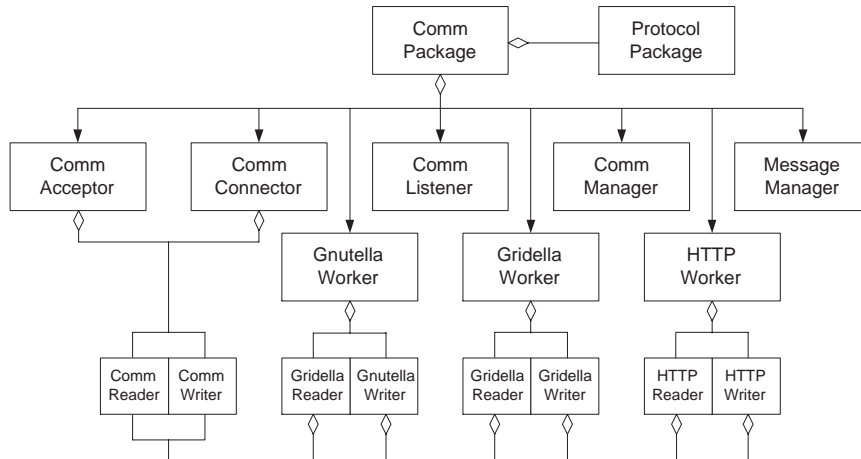 Comm
Package
Protocol
Package
Comm
Acceptor
Comm
Connector
Comm
Listener
Comm
Manager
Message
Manager
Gnutella
Worker
Gridella
Worker
HTTP
Worker
Comm
Reader
Comm
Writer
Gridella
Reader
Gnutella
Writer
Gridella
Reader
Gridella
Writer
HTTP
Reader
HTTP
Writer